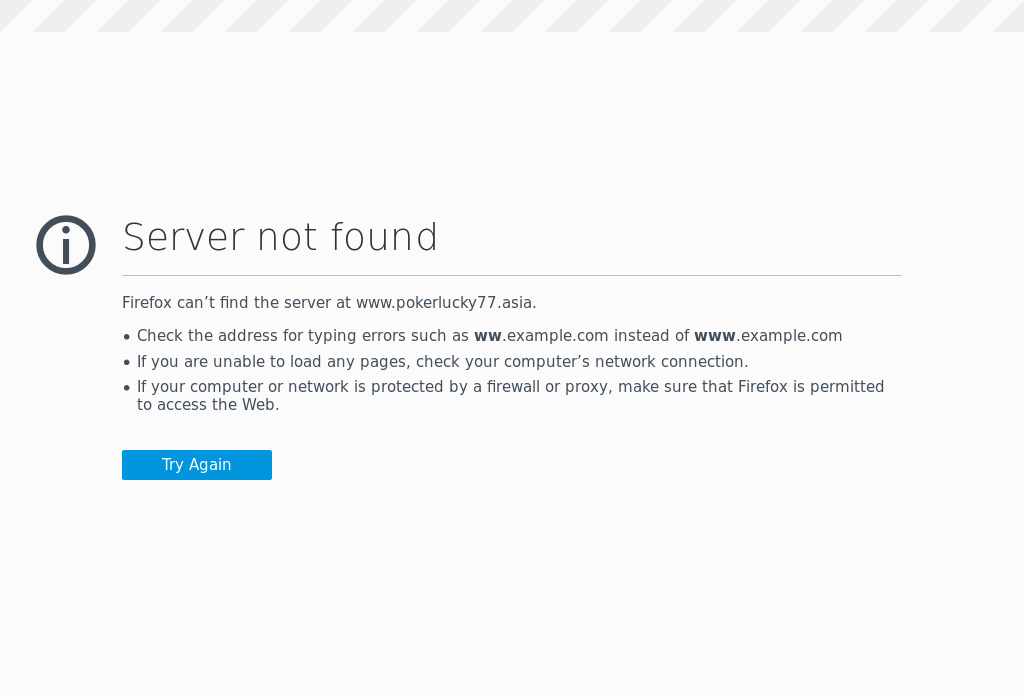 Server not found
Firefox can’t find the server at www.pokerlucky77.asia.
• Check the address for typing errors such as ww.example.com instead of www.example.com
• If you are unable to load any pages, check your computer’s network connection.
• If your computer or network is protected by a firewall or proxy, make sure that Firefox is permitted
to access the Web.
Try Again